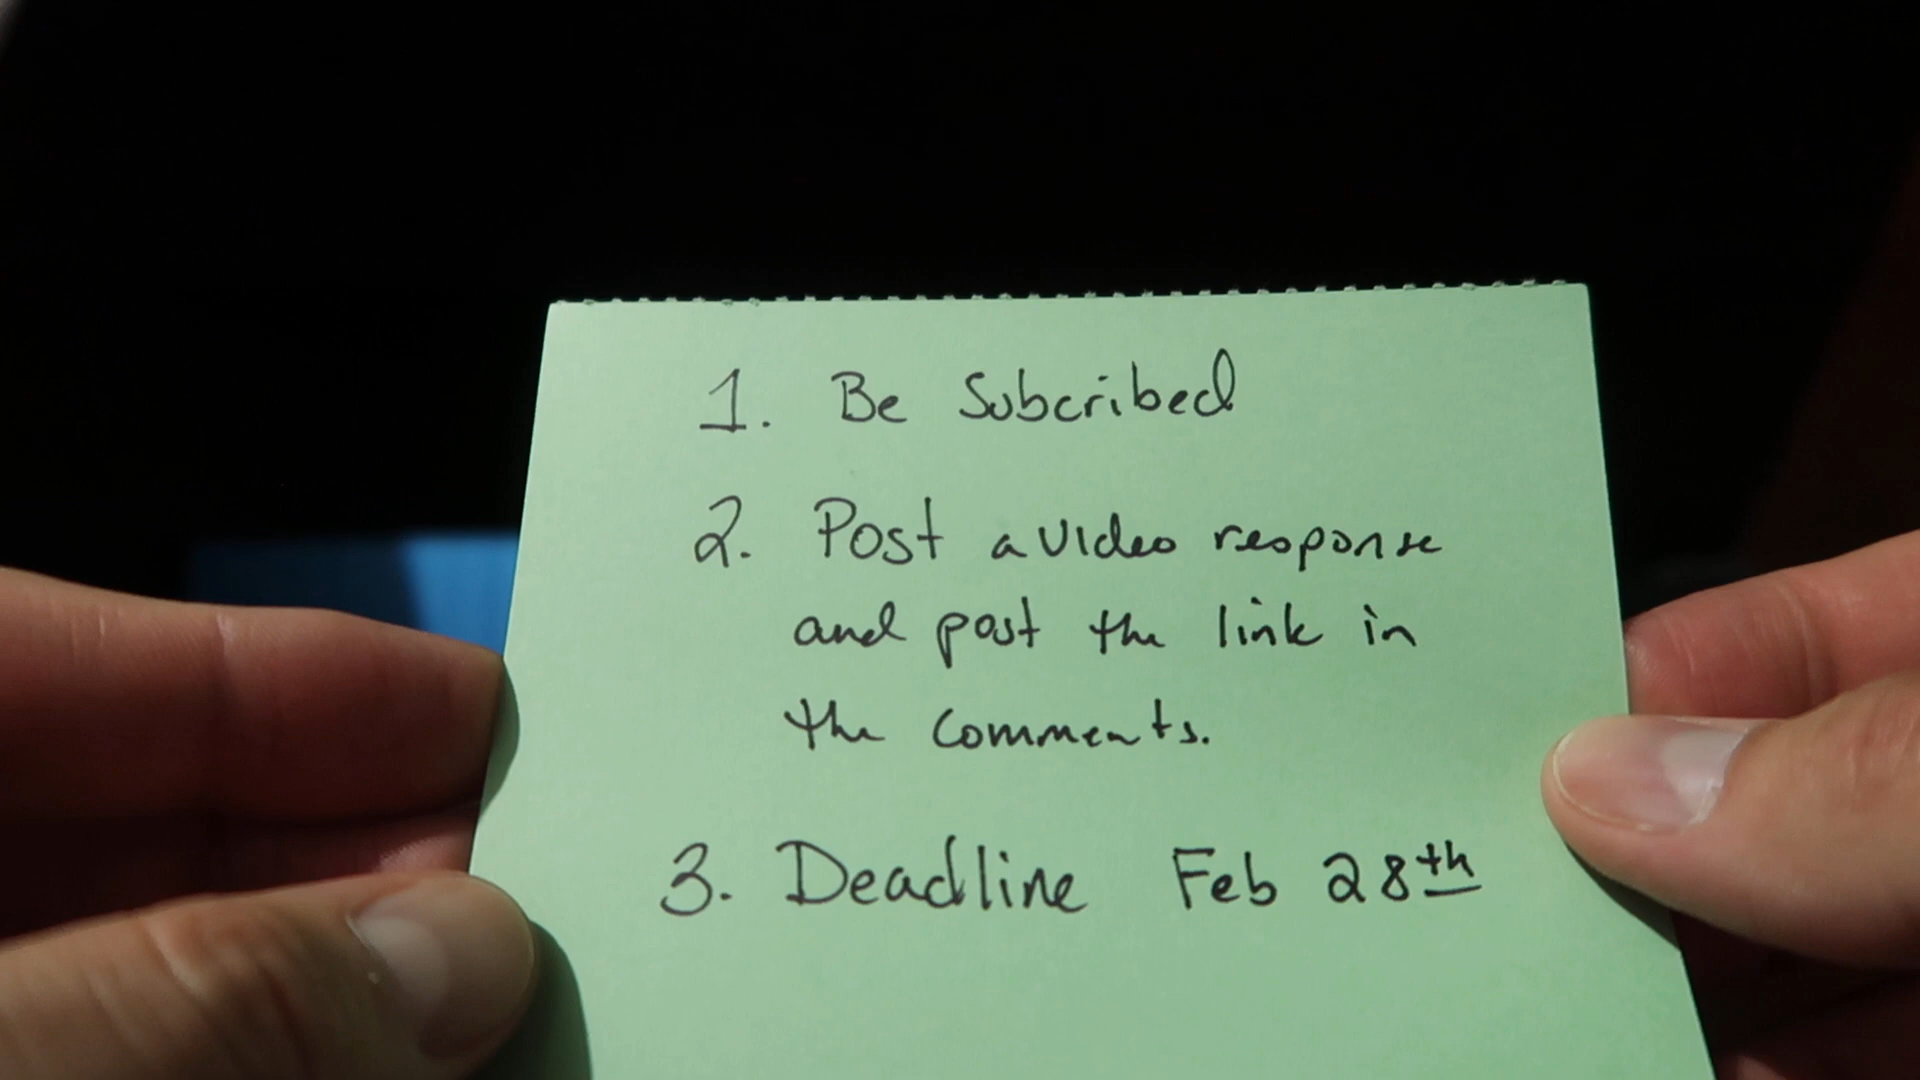 1. Be Subcribed
2. Post a video response
and post the link in
the comments.
3. Deadline Feb 28th